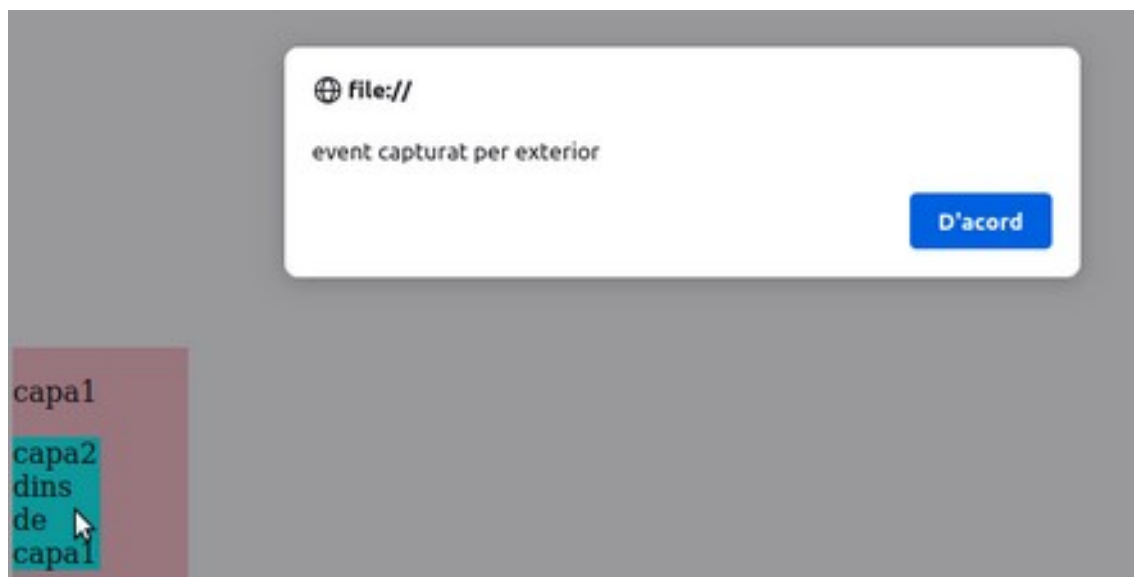 file://
event capturat per exterior
D'acord
capa1
capa2
dins
de
capa1